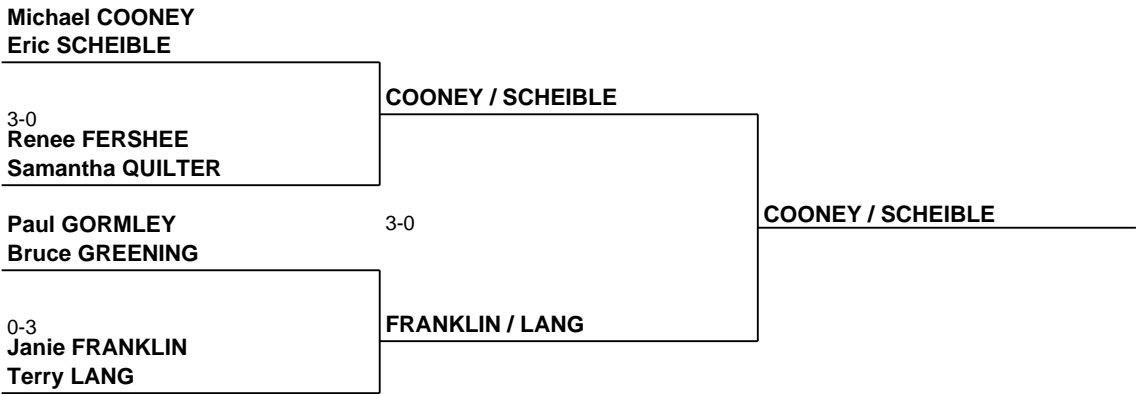 Michael COONEY
Eric SCHEIBLE
COONEY / SCHEIBLE
3-0
Renee FERSHEE
Samantha QUILTER
COONEY / SCHEIBLE
Paul GORMLEY
3-0
Bruce GREENING
FRANKLIN / LANG
0-3
Janie FRANKLIN
Terry LANG